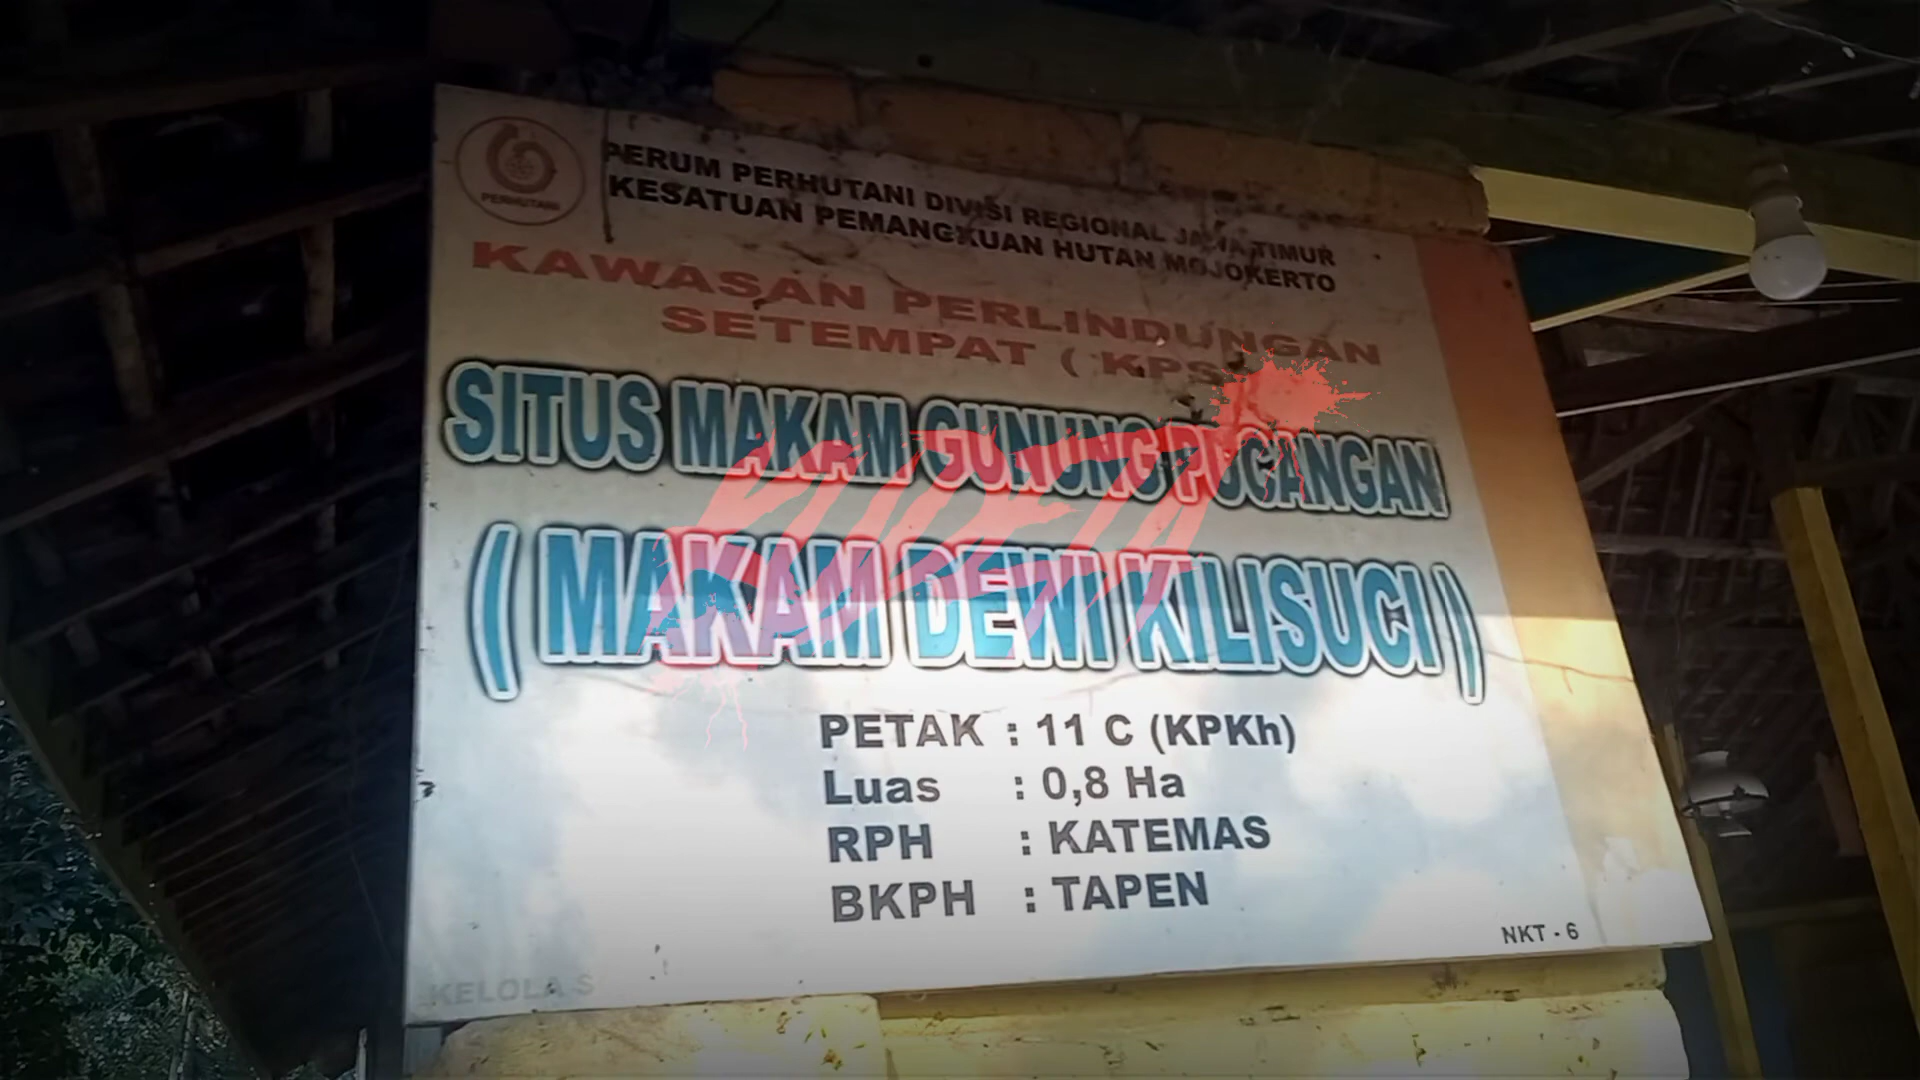 PERHUTANI
PERUM PERHUTANI DIVISI REGIONAL JAWA TIMUR
KESATUAN PEMANGKUAN HUTAN MOJOKERTO
KAWASAN PERLINDUNGAN
SETEMPAT ( KPS )
SITUS MAKAM GUNUNG PUCANGAN
( MAKAM DEWI KILISUCI )
PETAK : 11 C (KPKh)
Luas : 0,8 Ha
RPH : KATEMAS
BKPH : TAPEN
NKT - 6
KELOLA S